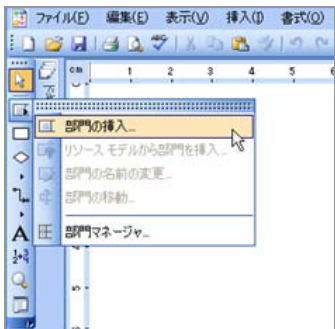 ファイル(F) 編集(E) 表示(V) 挿入(I) 書式(O)
cm 1 2 3 4 5 6
部門の挿入...
リソース モデルから部門を挿入...
部門の名前の変更...
部門の移動...
部門マネージャ...
A